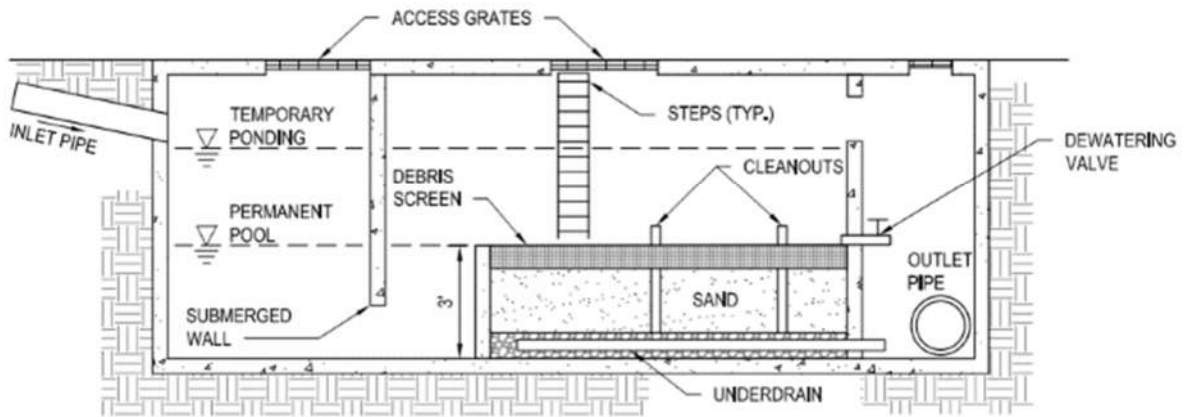 ACCESS GRATES
INLET PIPE
TEMPORARY
PONDING
STEPS (TYP.)
DEWATERING
VALVE
DEBRIS
SCREEN
CLEANOUTS
PERMANENT
POOL
OUTLET
PIPE
3'
SAND
SUBMERGED
WALL
UNDERDRAIN